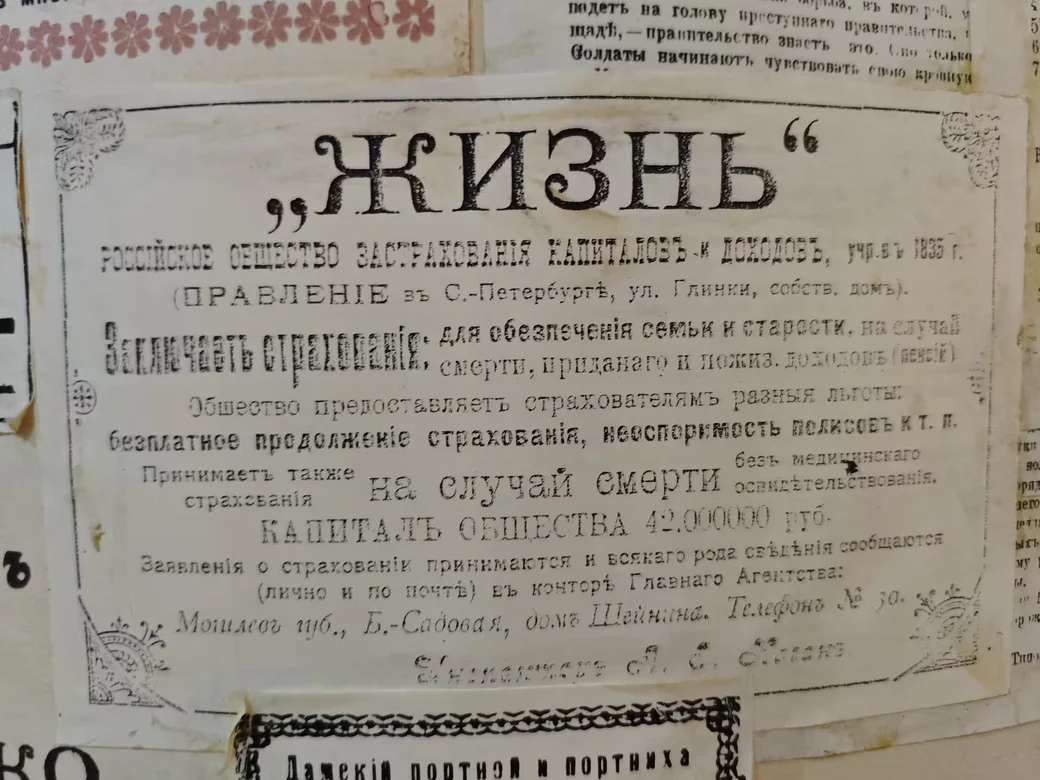 подетъ на голову преступнаго правительства,
щадѣ,—правительство знаетъ это. Оно только
Солдаты начинаютъ чувствовать свою кровную
„ЖИЗНЬ“
РОССІЙСКОЕ ОБЩЕСТВО ЗАСТРАХОВАНІЯ КАПИТАЛОВЪ и ДОХОДОВЪ, учр. въ 1835 г.
(ПРАВЛЕНІЕ въ С.-Петербургѣ, ул. Глинки, собств. домъ).
Заключаетъ страхованія: для обезпеченія семьи и старости, на случай
смерти, приданаго и пожиз. доходовъ (пенсій)
Общество предоставляетъ страхователямъ разныя льготы:
безплатное продолженіе страхованія, неоспоримость полисовъ и т. п.
Принимаетъ также
страхованія
на случай смерти
безъ медицинскаго
освидѣтельствованія.
КАПИТАЛЪ ОБЩЕСТВА 42.000000 руб.
Заявленія о страхованіи принимаются и всякаго рода свѣдѣнія сообщаются
(лично и по почтѣ) въ конторѣ Главнаго Агентства:
Могилевъ губ., Б.-Садовая, домъ Шейнина. Телефонъ № 30.
Дамскій портной и портниха